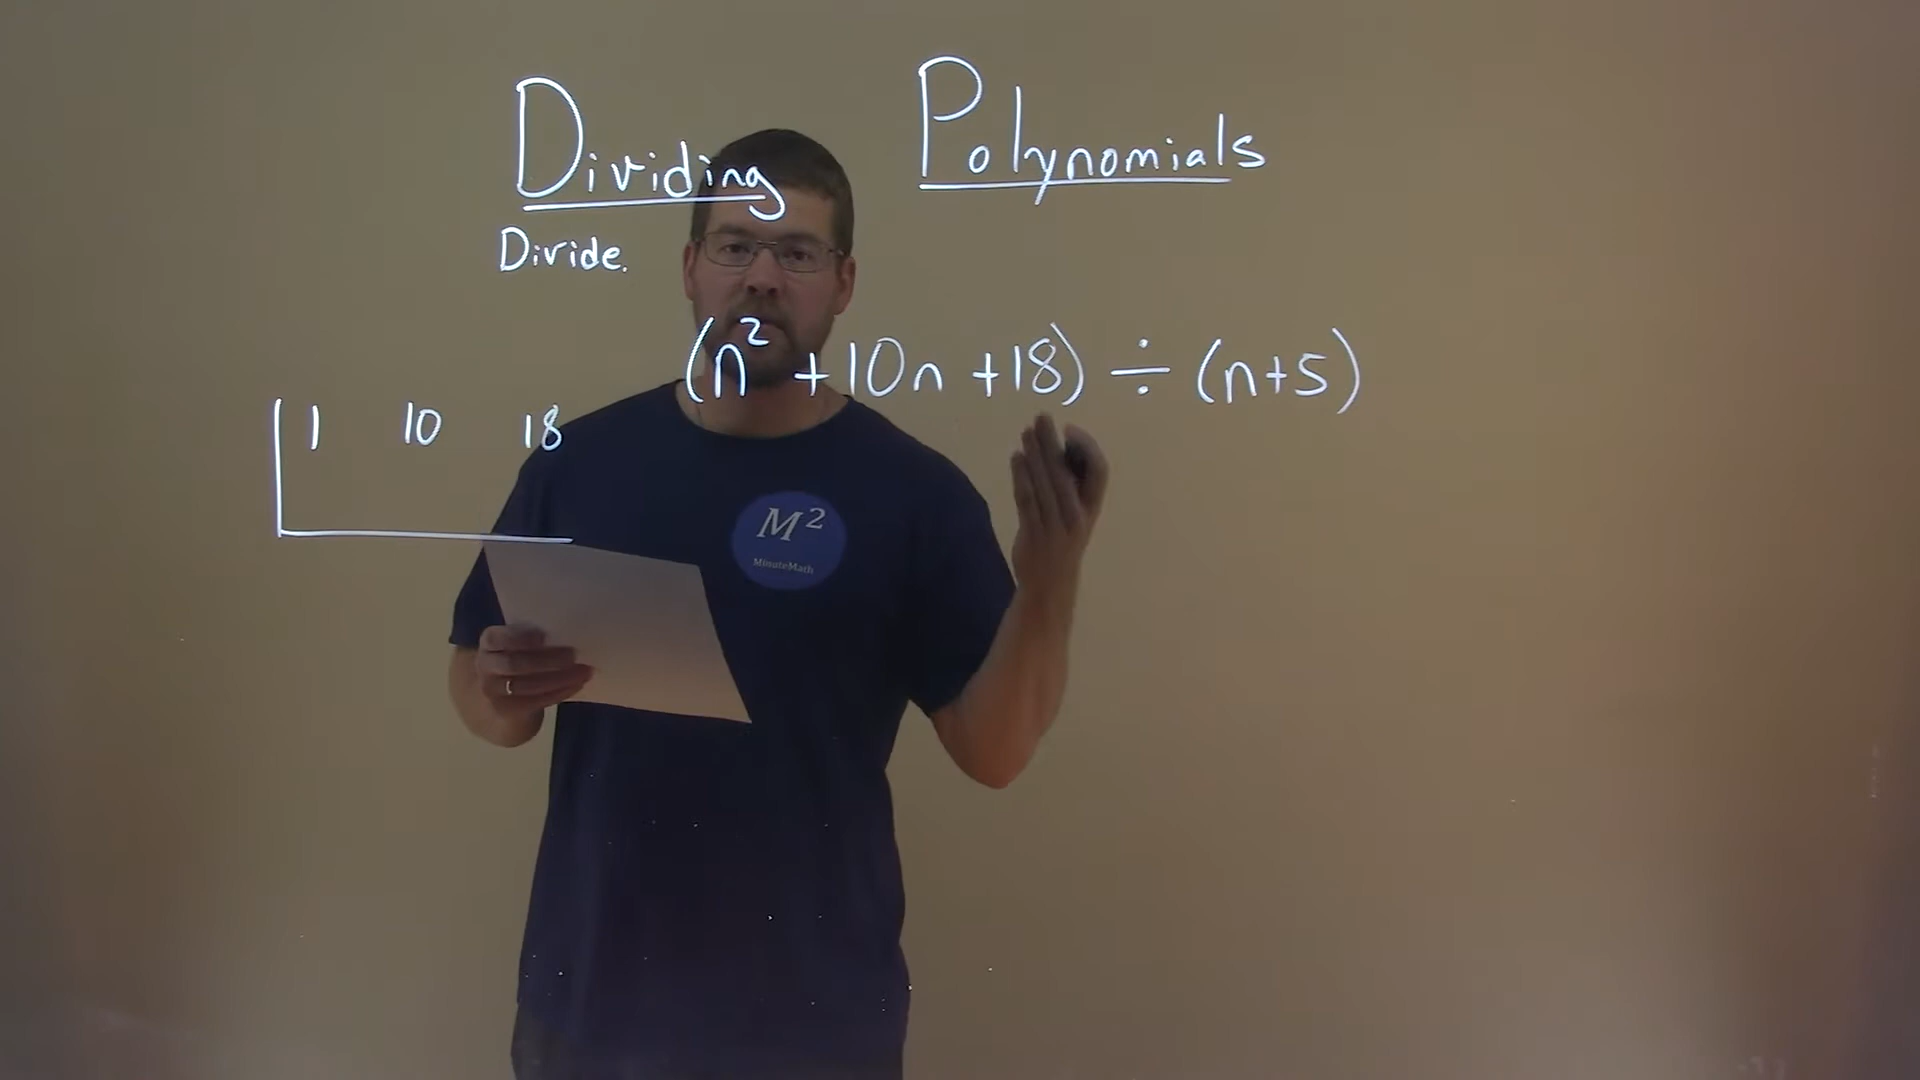 Dividing Polynomials
Divide.
(n² + 10n + 18) ÷ (n+5)
1 10 18
M²
MinuteMath